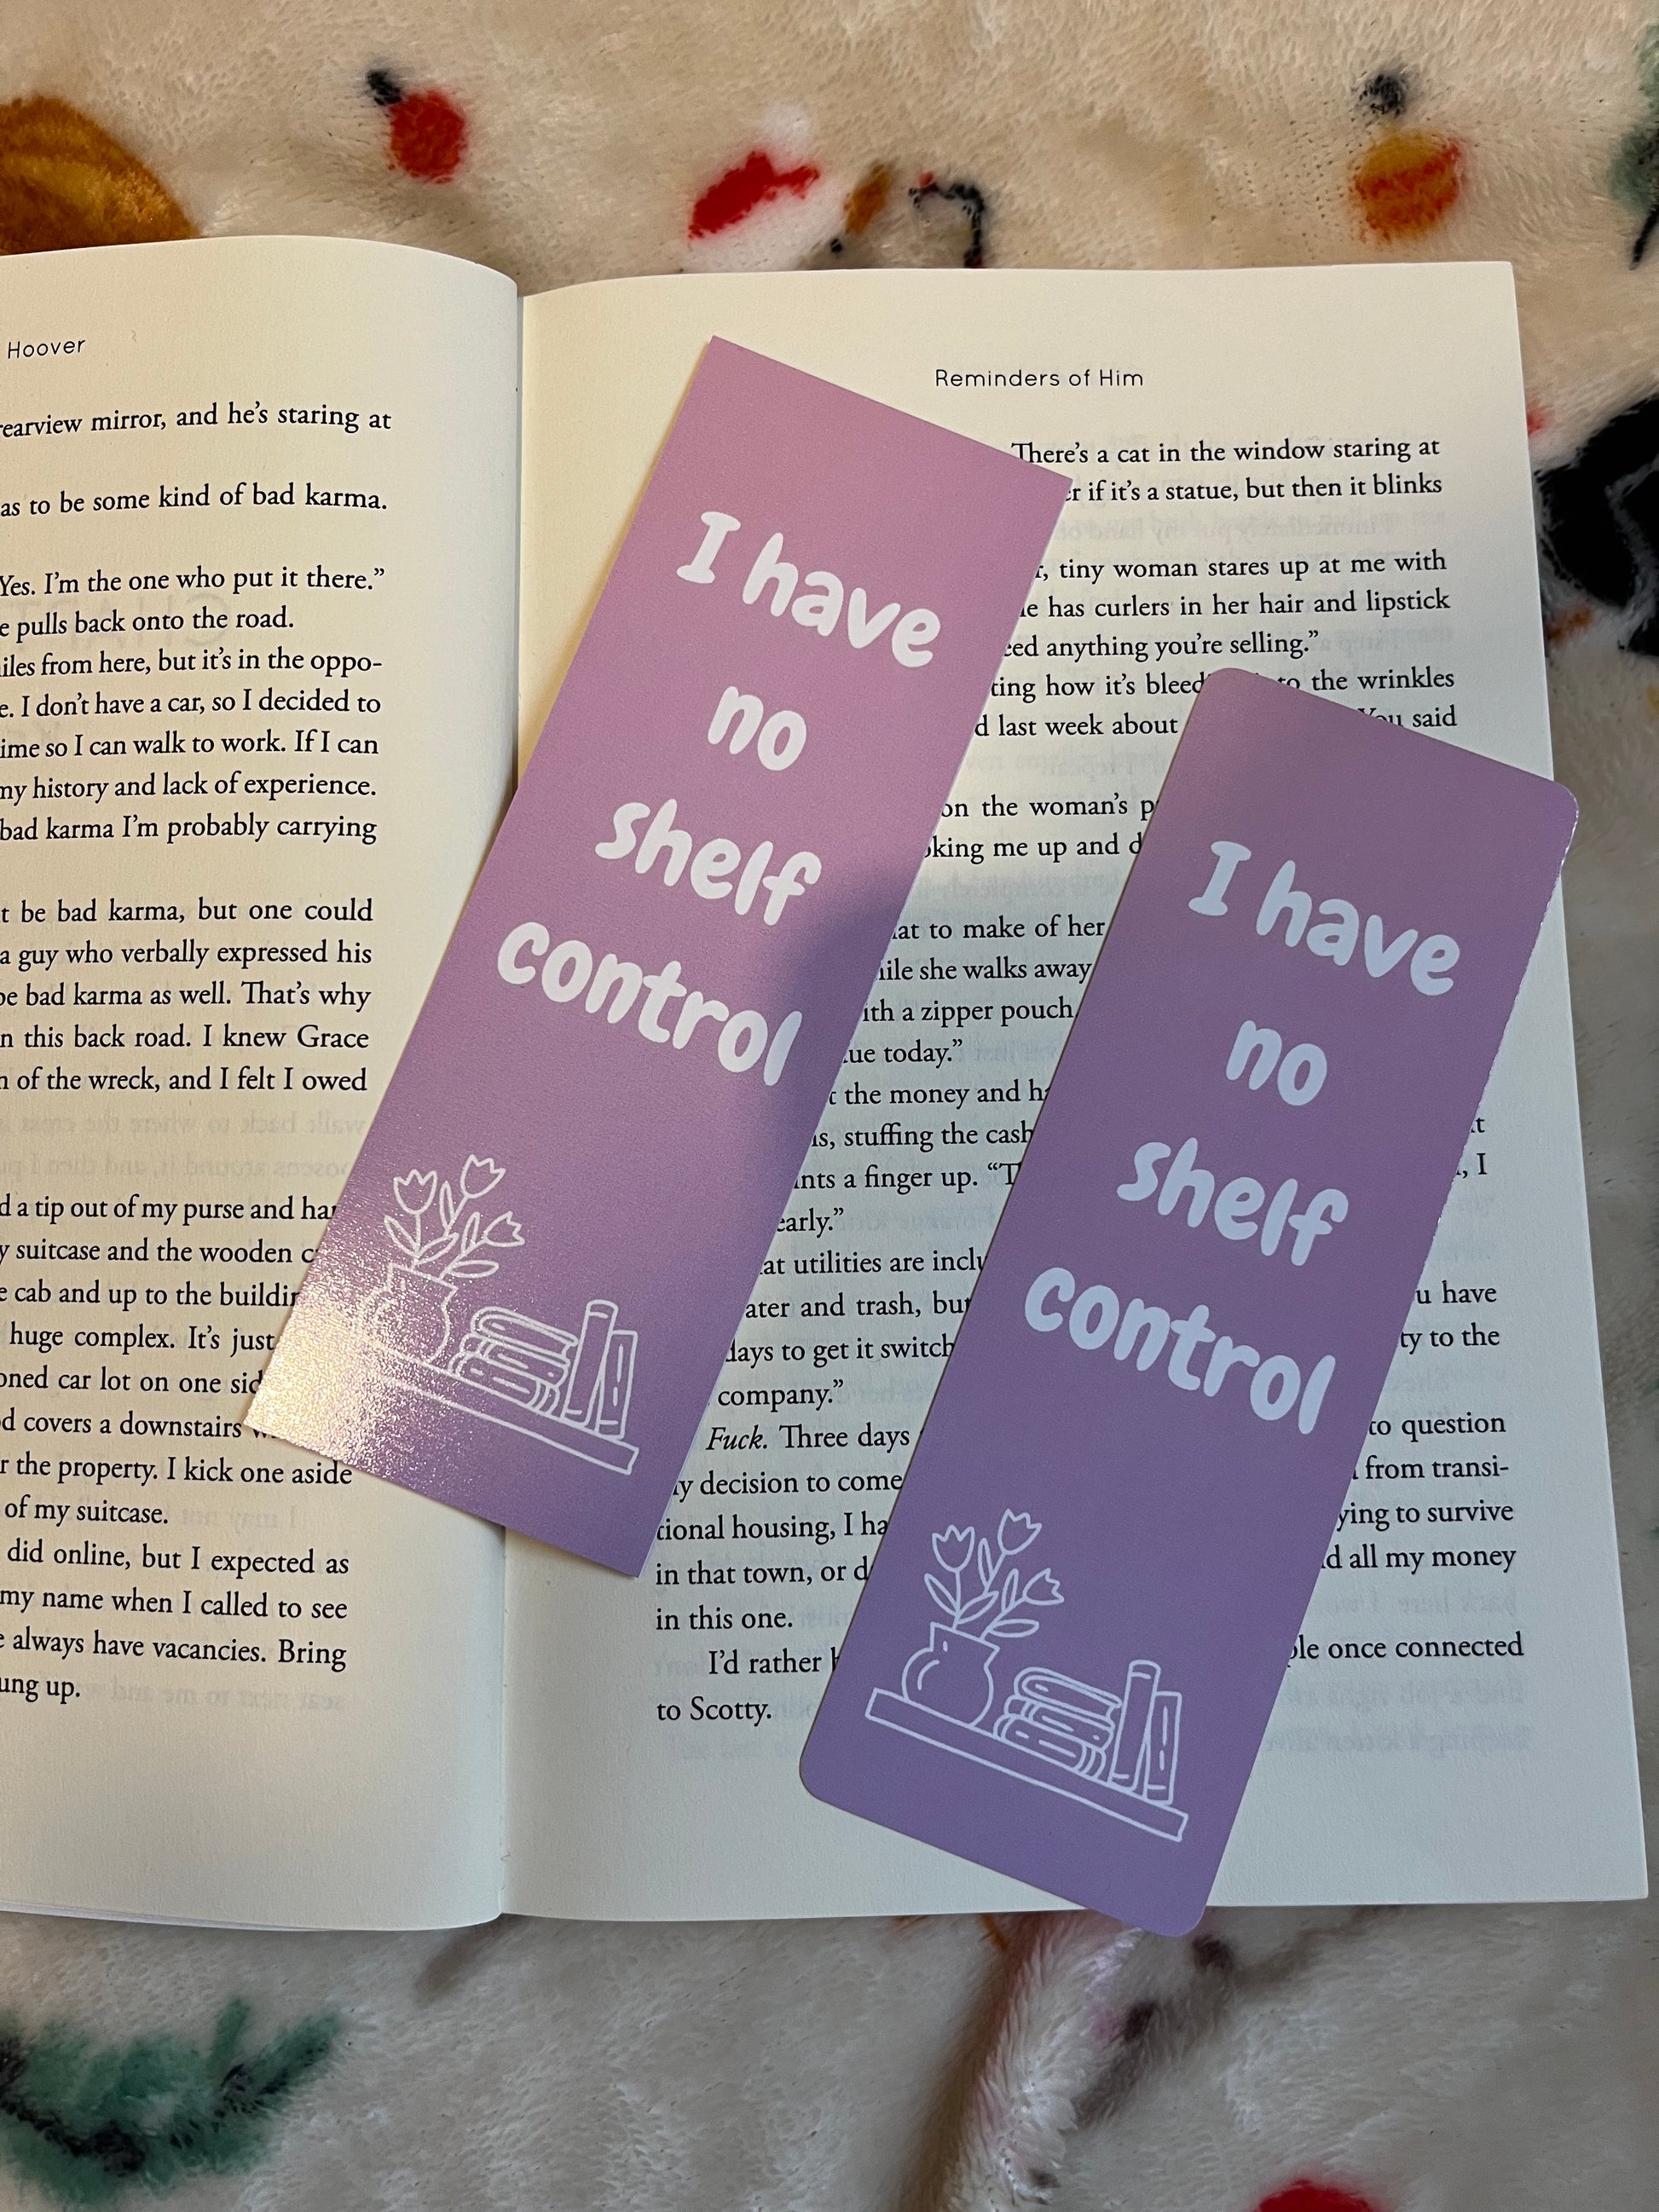 Hoover
rearview mirror, and he's staring at
as to be some kind of bad karma.
Yes. I'm the one who put it there.”
e pulls back onto the road.
iles from here, but it's in the oppo-
e. I don't have a car, so I decided to
ime so I can walk to work. If I can
my history and lack of experience.
bad karma I'm probably carrying
t be bad karma, but one could
a guy who verbally expressed his
be bad karma as well. That's why
n this back road. I knew Grace
n of the wreck, and I felt I owed
d a tip out of my purse and
y suitcase and the wooden
e cab and up to the
huge complex. It's just
oned car lot on one
d covers a downstairs
r the property. I kick one aside
of my suitcase.
did online, but I expected as
my name when I called to see
e always have vacancies. Bring
ung up.
I have
no
shelf
control
Reminders of Him
There's a cat in the window staring at
er if it's a statue, but then it blinks
r, tiny woman stares up at me with
e has curlers in her hair and lipstick
eed anything you're selling.”
ting how it's to the wrinkles
d last week about You said
on the woman's
oking me up and
at to make of her
ile she walks away
ith a zipper pouch
ue today.”
t the money and
is, stuffing the cash
nts a finger up. “T
early.” I
at utilities are
ater and trash, u have
days to get it ty to the
company.”
Fuck. Three days to question
y decision to come from transi-
tional housing, I ying to survive
in that town, or all my money
in this one.
I'd rather ple once connected
to Scotty.
I have
no
shelf
control